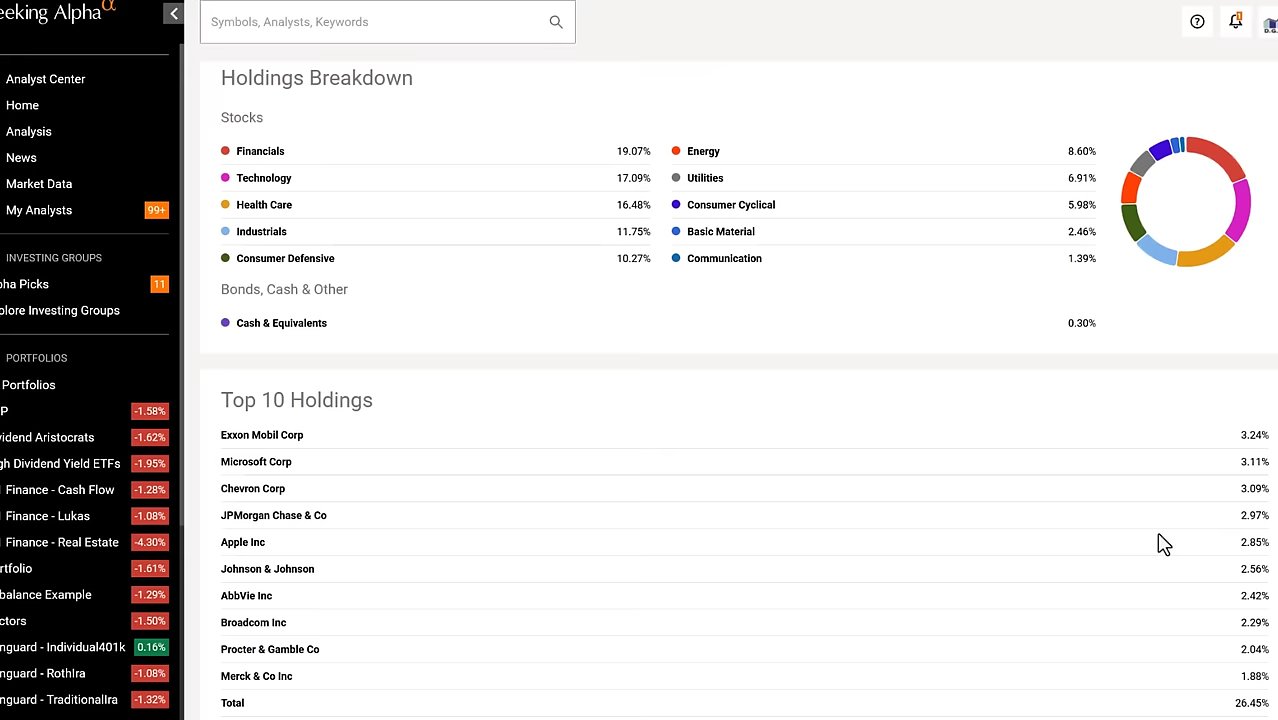 eeking Alpha α
Symbols, Analysts, Keywords
1
Analyst Center
Home
Analysis
News
Market Data
My Analysts 99+
INVESTING GROUPS
pha Picks 11
plore Investing Groups
PORTFOLIOS
Portfolios
P -1.58%
vidend Aristocrats -1.62%
gh Dividend Yield ETFs -1.95%
Finance - Cash Flow -1.28%
Finance - Lukas -1.08%
Finance - Real Estate -4.30%
rtfolio -1.61%
balance Example -1.29%
ctors -1.50%
nguard - Individual401k 0.16%
nguard - RothIra -1.08%
nguard - TraditionalIra -1.32%
Holdings Breakdown
Stocks
Financials 19.07% Energy 8.60%
Technology 17.09% Utilities 6.91%
Health Care 16.48% Consumer Cyclical 5.98%
Industrials 11.75% Basic Material 2.46%
Consumer Defensive 10.27% Communication 1.39%
Bonds, Cash & Other
Cash & Equivalents 0.30%
Top 10 Holdings
Exxon Mobil Corp 3.24%
Microsoft Corp 3.11%
Chevron Corp 3.09%
JPMorgan Chase & Co 2.97%
Apple Inc 2.85%
Johnson & Johnson 2.56%
AbbVie Inc 2.42%
Broadcom Inc 2.29%
Procter & Gamble Co 2.04%
Merck & Co Inc 1.88%
Total 26.45%